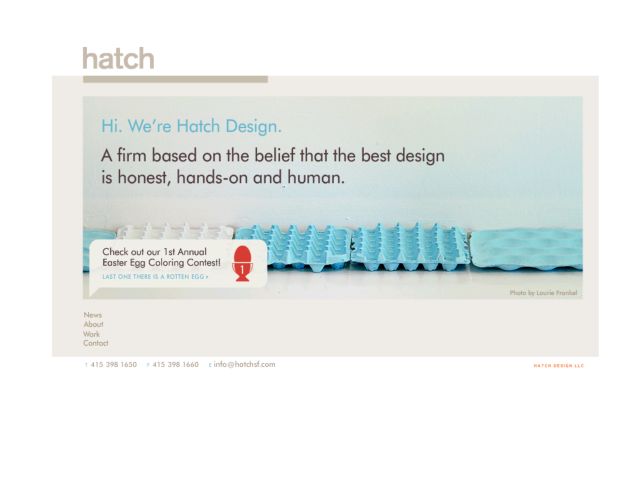 hatch
Hi. We're Hatch Design.
A firm based on the belief that the best design
is honest, hands-on and human.
Check out our 1st Annual
Easter Egg Coloring Contest!
LAST ONE THERE IS A ROTTEN EGG
1
Photo by Laurie Frankel
News
About
Work
Contact
T 415 398 1650 F 415 398 1660 E info@hatchsf.com
HATCH DESIGN LLC